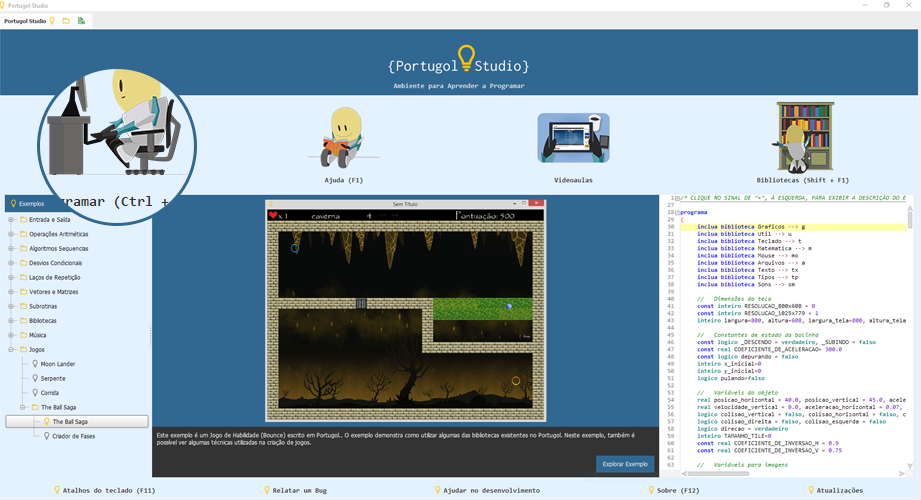 Portugol Studio
Portugol Studio
{Portugol Studio}
Ambiente para Aprender a Programar
gramar (Ctrl +
Ajuda (F1)
Videoaulas
Bibliotecas (Shift + F1)
Exemplos
Entrada e Saída
Operações Aritméticas
Algoritmos Sequencias
Desvios Condicionais
Laços de Repetição
Vetores e Matrizes
Subrotinas
Bibliotecas
Música
Jogos
Moon Lander
Serpente
Corrida
The Ball Saga
The Ball Saga
Criador de Fases
Sem Título
x 1 caverna 4 Pontuação: 500
Este exemplo é um Jogo de Habilidade (Bounce) escrito em Portugol. O exemplo demonstra como utilizar algumas das bibliotecas existentes no Portugol. Neste exemplo, também é
possível ver algumas técnicas utilizadas na criação de jogos.
Explorar Exemplo
1 /* CLIQUE NO SINAL DE "+", À ESQUERDA, PARA EXIBIR A DESCRIÇÃO DO E
27
28 programa
29 {
30 inclua biblioteca Graficos --> g
31 inclua biblioteca Util --> u
32 inclua biblioteca Teclado --> t
33 inclua biblioteca Matematica --> m
34 inclua biblioteca Mouse --> mo
35 inclua biblioteca Arquivos --> a
36 inclua biblioteca Texto --> tx
37 inclua biblioteca Tipos --> tp
38 inclua biblioteca Sons --> sm
39
40 // Dimensões da tela
41 const inteiro RESOLUCAO_800x608 = 0
42 const inteiro RESOLUCAO_1025x779 = 1
43 inteiro largura=800, altura=608, largura_tela=800, altura_tela
44
45 // Constantes de estado da bolinha
46 const logico _DESCENDO = verdadeiro, _SUBINDO = falso
47 const real COEFICIENTE_DE_ACELERACAO= 300.0
48 const logico depurando = falso
49 inteiro x_inicial=0
50 inteiro y_inicial=0
51 logico pulando=falso
52
53 // Variáveis do objeto
54 real posicao_horizontal = 40.0, posicao_vertical = 45.0, acele
55 real velocidade_vertical = 0.0, aceleracao_horizontal = 0.07,
56 logico colisao_vertical = falso, colisao_horizontal = falso, c
57 logico colisao_direita = falso, colisao_esquerda = falso
58 logico direcao = verdadeiro
59 inteiro TAMANHO_TILE=0
60 const real COEFICIENTE_DE_INVERSAO_H = 0.9
61 const real COEFICIENTE_DE_INVERSAO_V = 0.75
62
63 // Variáveis para imagens
Atalhos do teclado (F11)
Relatar um Bug
Ajudar no desenvolvimento
Sobre (F12)
Atualizações